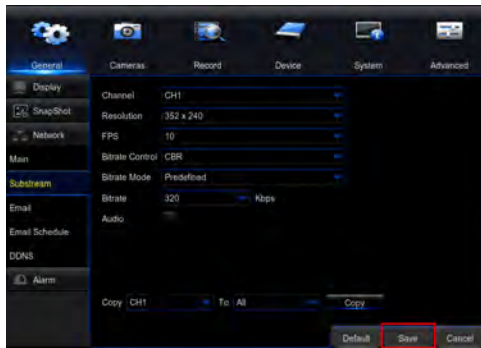 General Cameras Record Device System Advanced
Display
SnapShot
Network
Main
Substream
Email
Email Schedule
DDNS
Alarm
Channel CH1
Resolution 352 x 240
FPS 10
Bitrate Control CBR
Bitrate Mode Predefined
Bitrate 320 Kbps
Audio
Copy CH1 To All Copy
Default Save Cancel